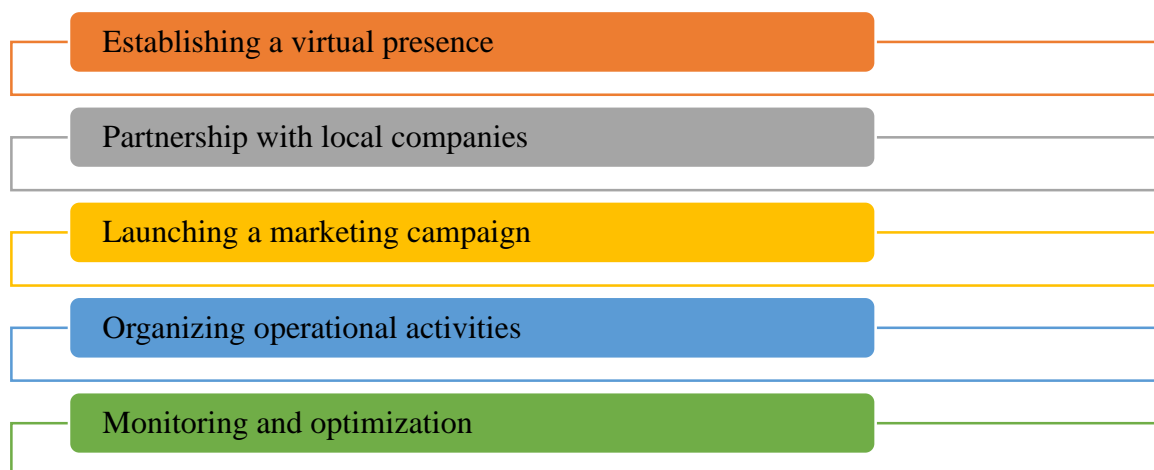 Establishing a virtual presence
Partnership with local companies
Launching a marketing campaign
Organizing operational activities
Monitoring and optimization